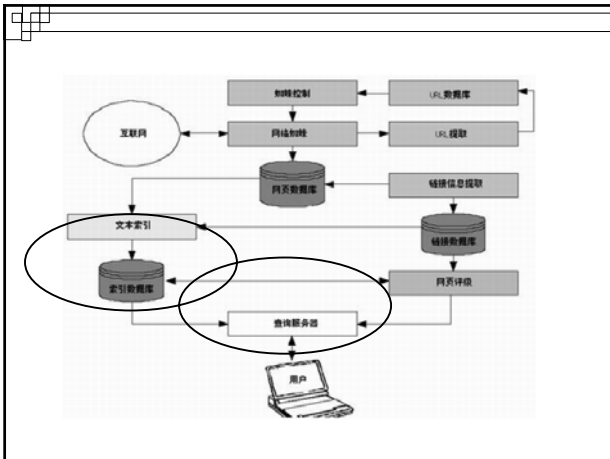 蜘蛛控制
URL数据库
互联网
网络蜘蛛
URL提取
网页数据库
链接信息提取
文本索引
链接数据库
索引数据库
网页评级
查询服务器
用户